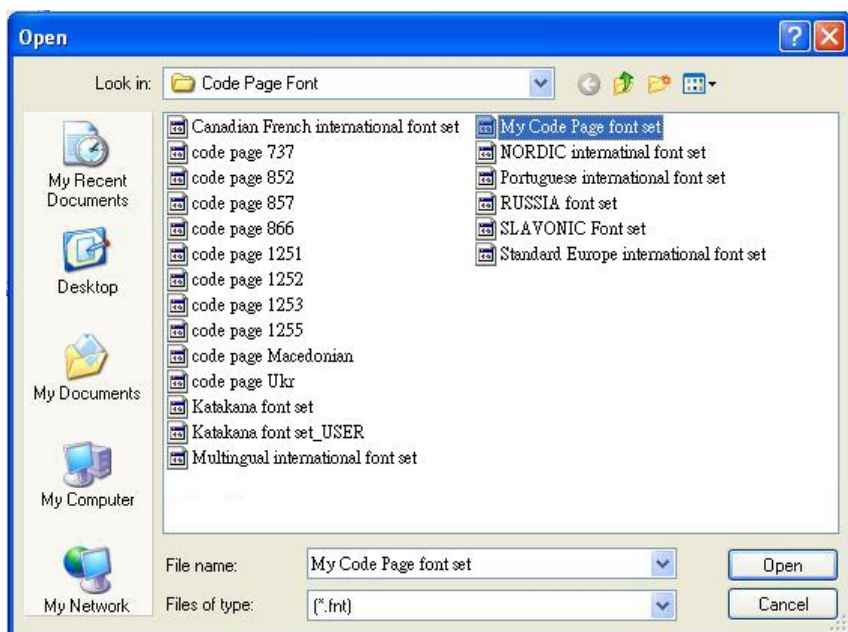 Open
Look in:
Code Page Font
My Recent
Documents
Desktop
My Documents
My Computer
My Network
Canadian French international font set
code page 737
code page 852
code page 857
code page 866
code page 1251
code page 1252
code page 1253
code page 1255
code page Macedonian
code page Ukr
Katakana font set
Katakana font set_USER
Multingual international font set
My Code Page font set
NORDIC internatinal font set
Portuguese international font set
RUSSIA font set
SLAVONIC Font set
Standard Europe international font set
File name:
My Code Page font set
Open
Files of type:
(*.fnt)
Cancel